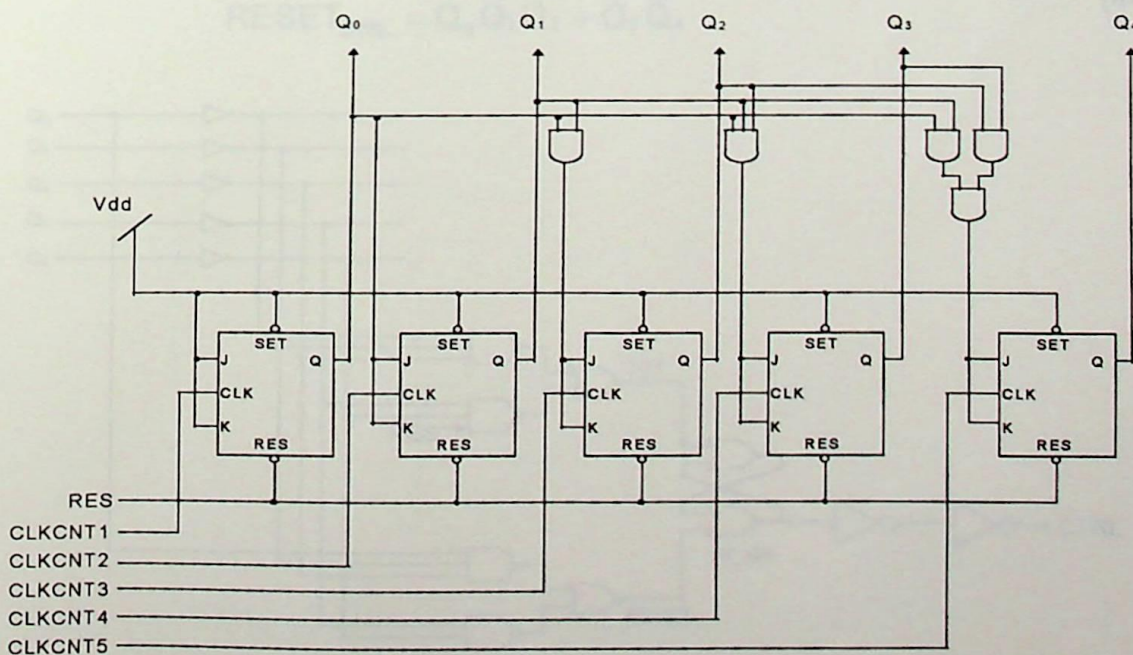 Q₀ Q₁ Q₂ Q₃
Vdd
SET SET SET SET SET
J Q J Q J Q J Q J Q
CLK CLK CLK CLK CLK
K K K K K
RES RES RES RES RES
RES
CLKCNT1
CLKCNT2
CLKCNT3
CLKCNT4
CLKCNT5